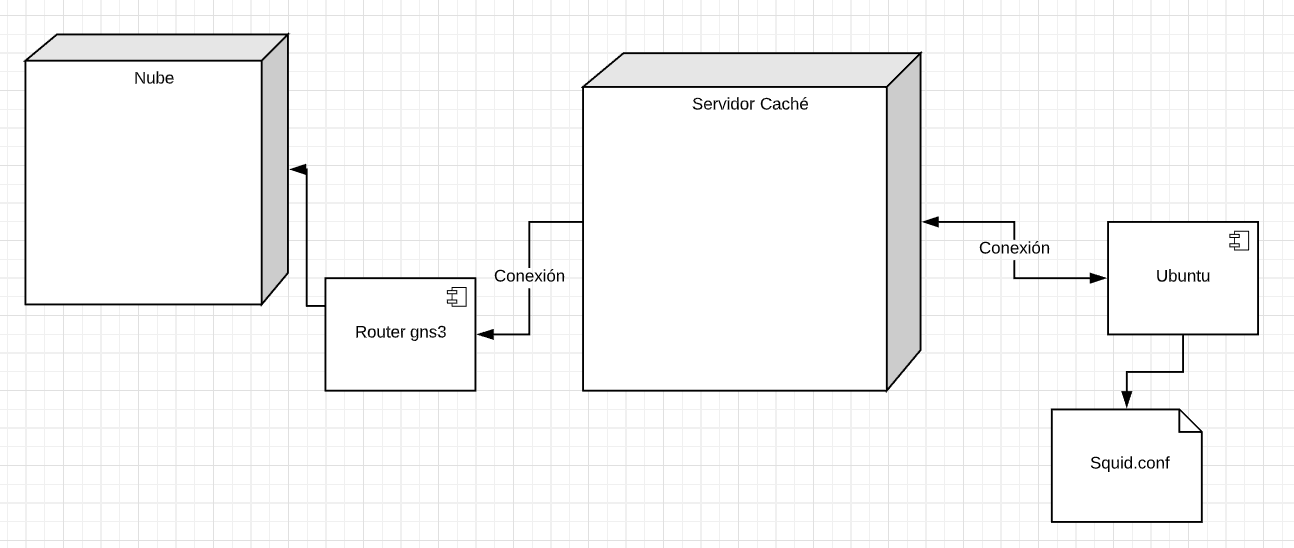 Nube
Servidor Caché
Conexión
Conexión
Ubuntu
Router gns3
Squid.conf